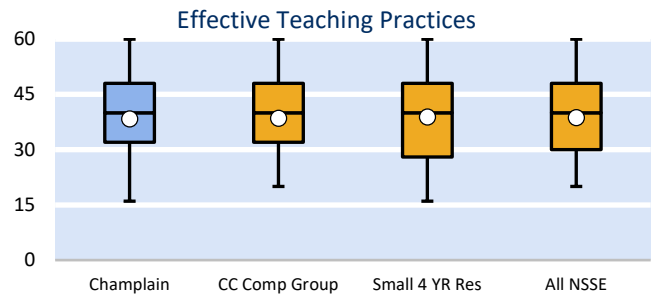 Effective Teaching Practices
60
45
30
15
0
Champlain CC Comp Group Small 4 YR Res All NSSE